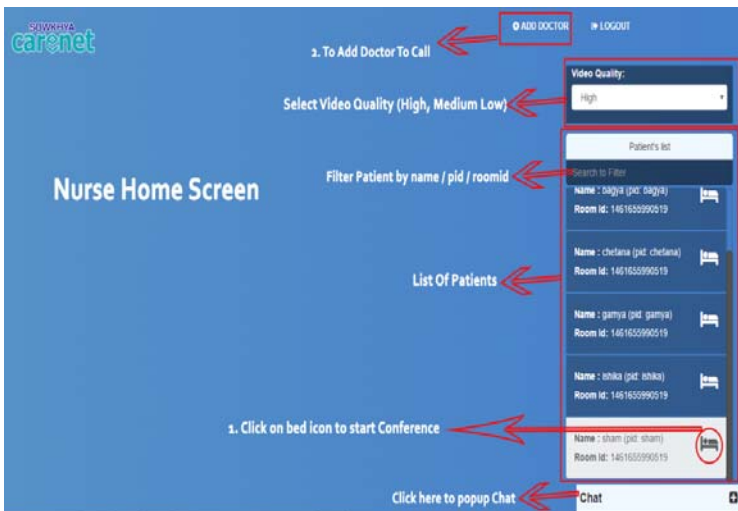 SOWKHYA
carenet
ADD DOCTOR
LOGOUT
2. To Add Doctor To Call
Video Quality:
Select Video Quality (High, Medium Low)
High
Patient's list
Filter Patient by name / pid / roomid
Search to Filter
Nurse Home Screen
Name : bagya (pid: bagya)
Room Id: 1461655990519
Name : chetana (pid: chetana)
Room Id: 1461655990519
List Of Patients
Name : gamya (pid: gamya)
Room Id: 1461655990519
Name : ishika (pid: ishika)
Room Id: 1461655990519
1. Click on bed icon to start Conference
Name : sham (pid: sham)
Room Id: 1461655990519
Click here to popup Chat
Chat